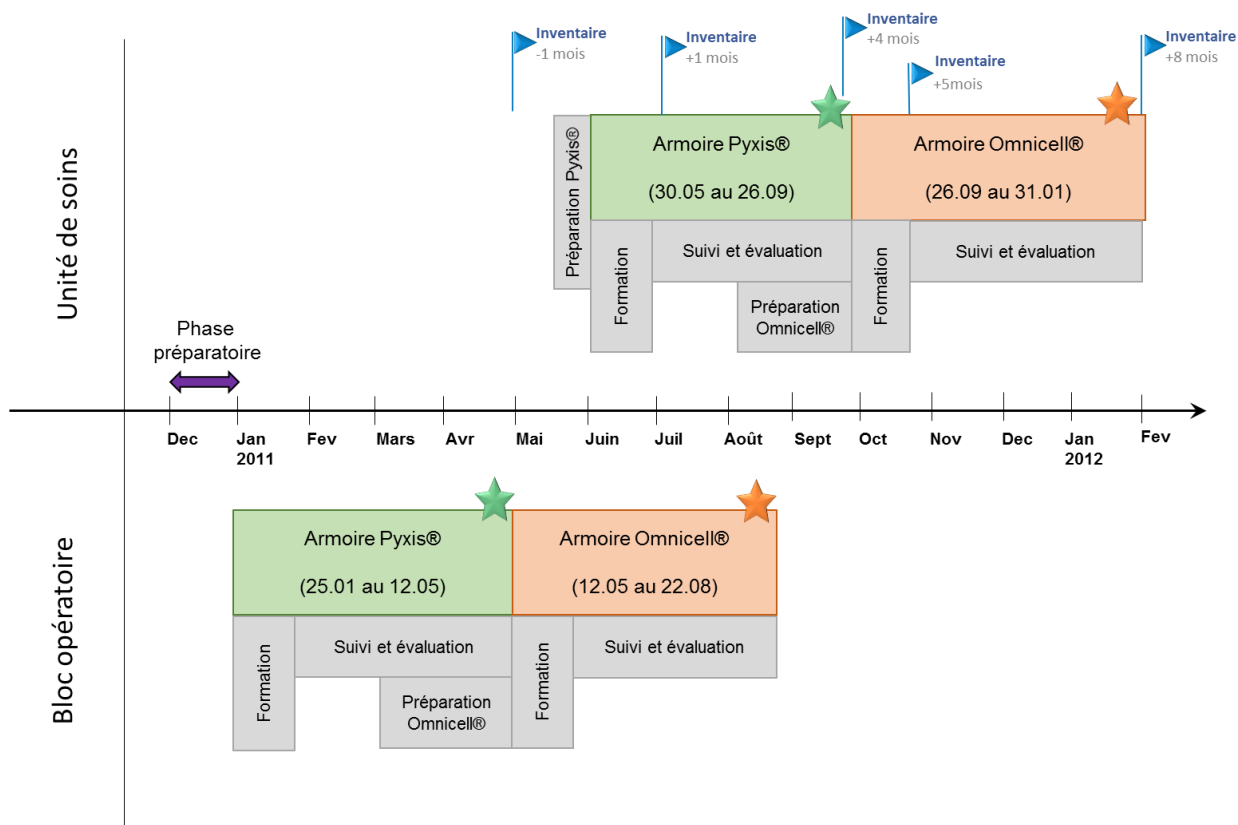 Unité de soins
Inventaire
-1 mois
Inventaire
+1 mois
Inventaire
+4 mois
Inventaire
+5mois
Inventaire
+8 mois
Préparation Pyxis®
Armoire Pyxis®
(30.05 au 26.09)
Armoire Omnicell®
(26.09 au 31.01)
Formation
Suivi et évaluation
Préparation
Omnicell®
Formation
Suivi et évaluation
Phase
préparatoire
Dec
Jan
2011
Fev
Mars
Avr
Mai
Juin
Juil
Août
Sept
Oct
Nov
Dec
Jan
2012
Fev
Bloc opératoire
Armoire Pyxis®
(25.01 au 12.05)
Armoire Omnicell®
(12.05 au 22.08)
Formation
Suivi et évaluation
Préparation
Omnicell®
Formation
Suivi et évaluation